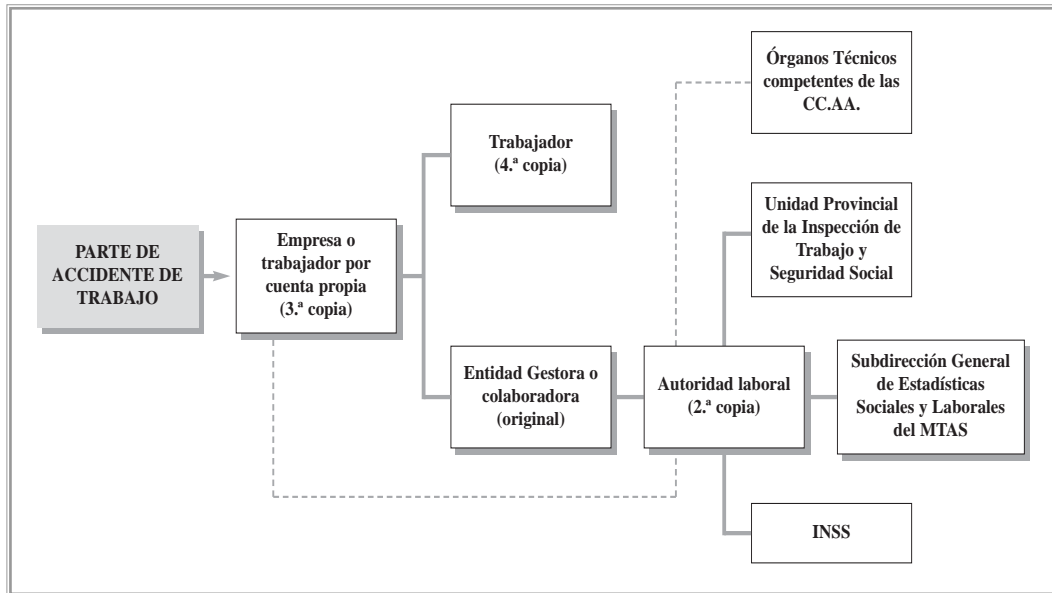 PARTE DE
ACCIDENTE DE
TRABAJO
Empresa o
trabajador por
cuenta propia
(3.ª copia)
Trabajador
(4.ª copia)
Entidad Gestora o
colaboradora
(original)
Autoridad laboral
(2.ª copia)
Órganos Técnicos
competentes de las
CC.AA.
Unidad Provincial
de la Inspección de
Trabajo y
Seguridad Social
Subdirección General
de Estadísticas
Sociales y Laborales
del MTAS
INSS